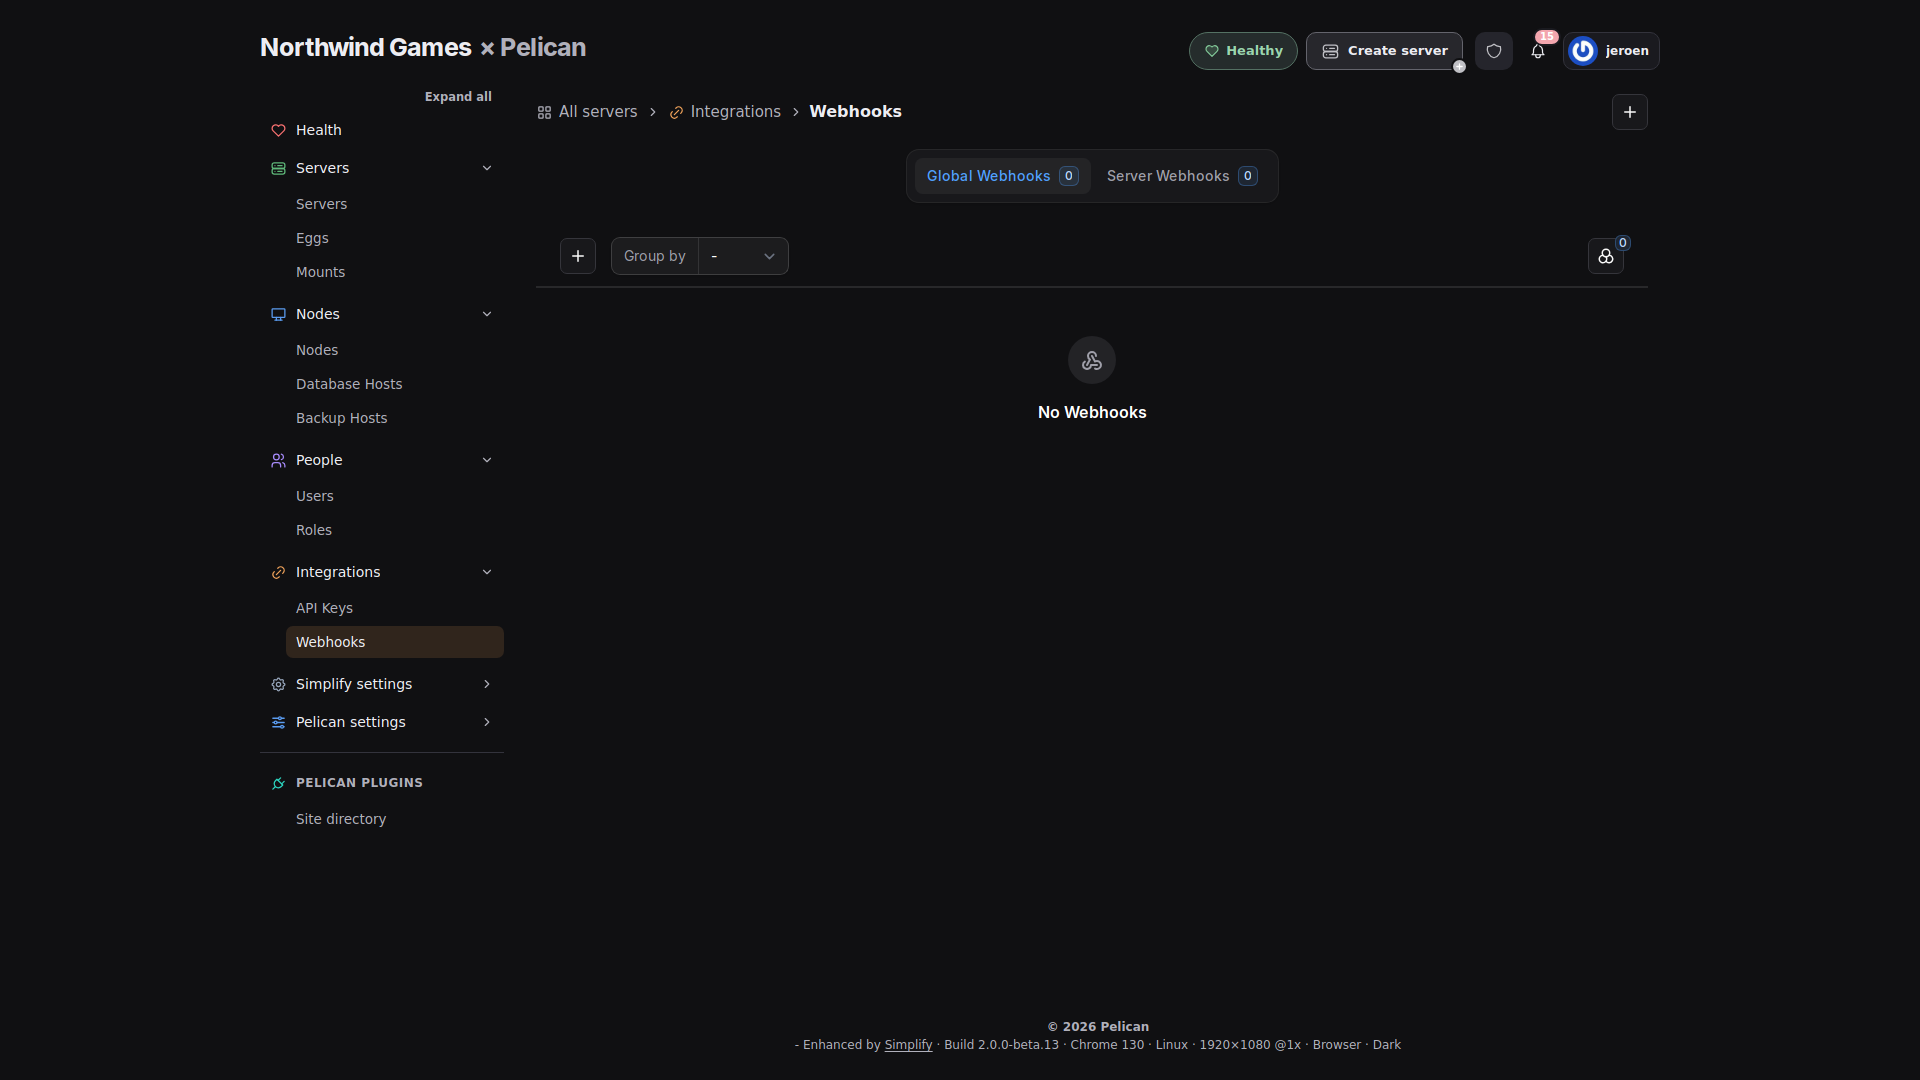 Northwind Games × Pelican
Healthy
Create server
15
jeroen
Expand all
Health
Servers
Servers
Eggs
Mounts
Nodes
Nodes
Database Hosts
Backup Hosts
People
Users
Roles
Integrations
API Keys
Webhooks
Simplify settings
Pelican settings
PELICAN PLUGINS
Site directory
All servers > Integrations > Webhooks
Global Webhooks 0 Server Webhooks 0
Group by -
0
No Webhooks
© 2026 Pelican
- Enhanced by Simplify · Build 2.0.0-beta.13 · Chrome 130 · Linux · 1920×1080 @1x · Browser · Dark